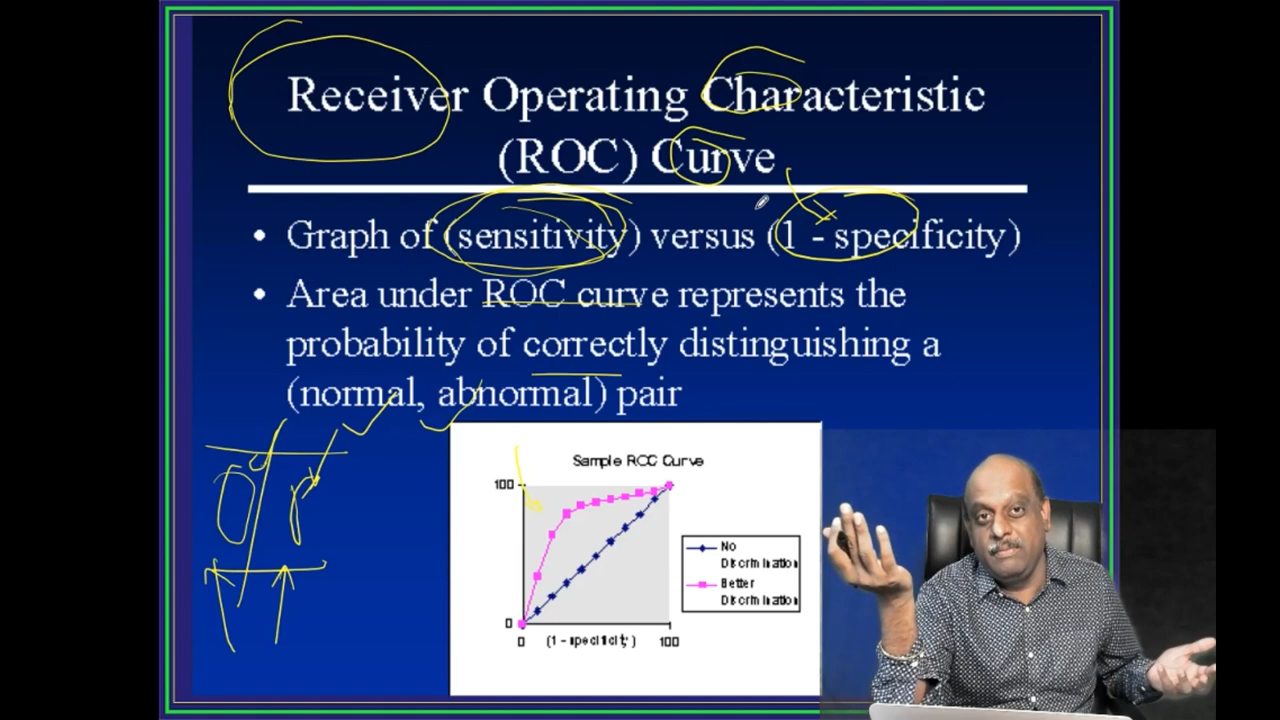 Receiver Operating Characteristic
(ROC) Curve
• Graph of (sensitivity) versus (1 - specificity)
• Area under ROC curve represents the
probability of correctly distinguishing a
(normal, abnormal) pair
Sample ROC Curve
100
0
0
(1 - specificity)
100
No
Discrimination
Better
Discrimination